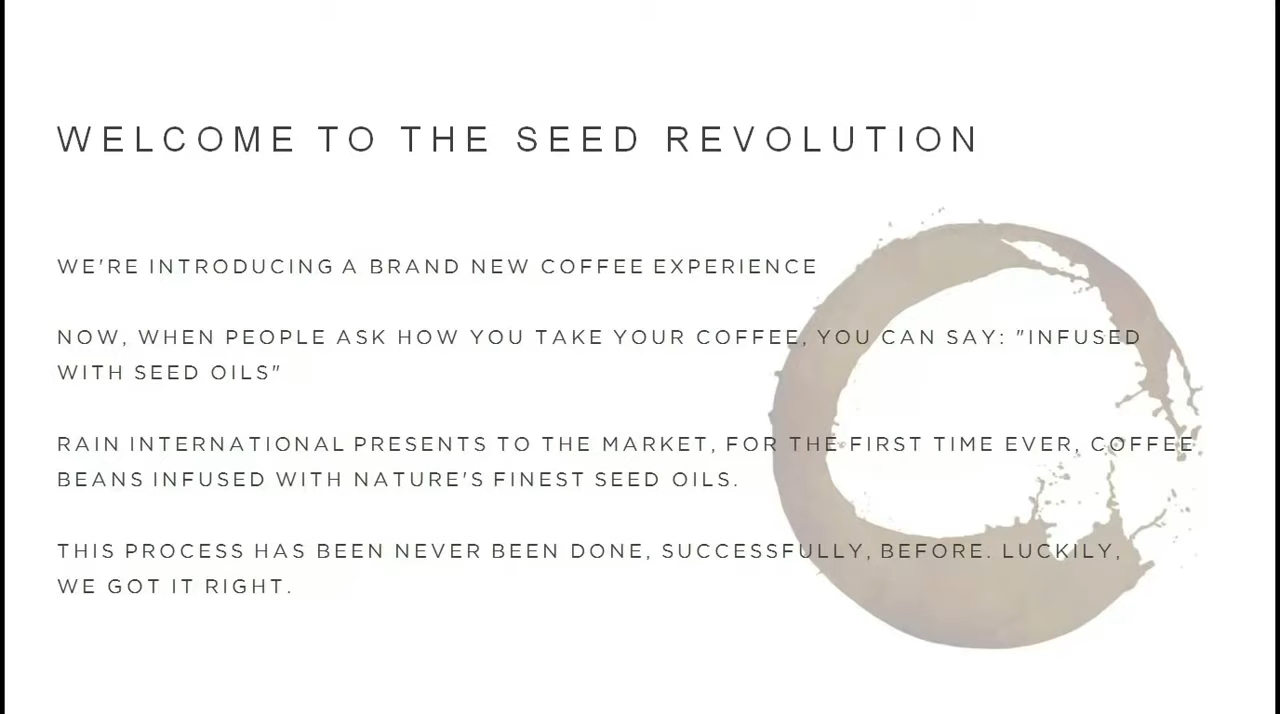 WELCOME TO THE SEED REVOLUTION
WE'RE INTRODUCING A BRAND NEW COFFEE EXPERIENCE
NOW, WHEN PEOPLE ASK HOW YOU TAKE YOUR COFFEE, YOU CAN SAY: "INFUSED
WITH SEED OILS"
RAIN INTERNATIONAL PRESENTS TO THE MARKET, FOR THE FIRST TIME EVER, COFFEE
BEANS INFUSED WITH NATURE'S FINEST SEED OILS.
THIS PROCESS HAS BEEN NEVER BEEN DONE, SUCCESSFULLY, BEFORE. LUCKILY,
WE GOT IT RIGHT.